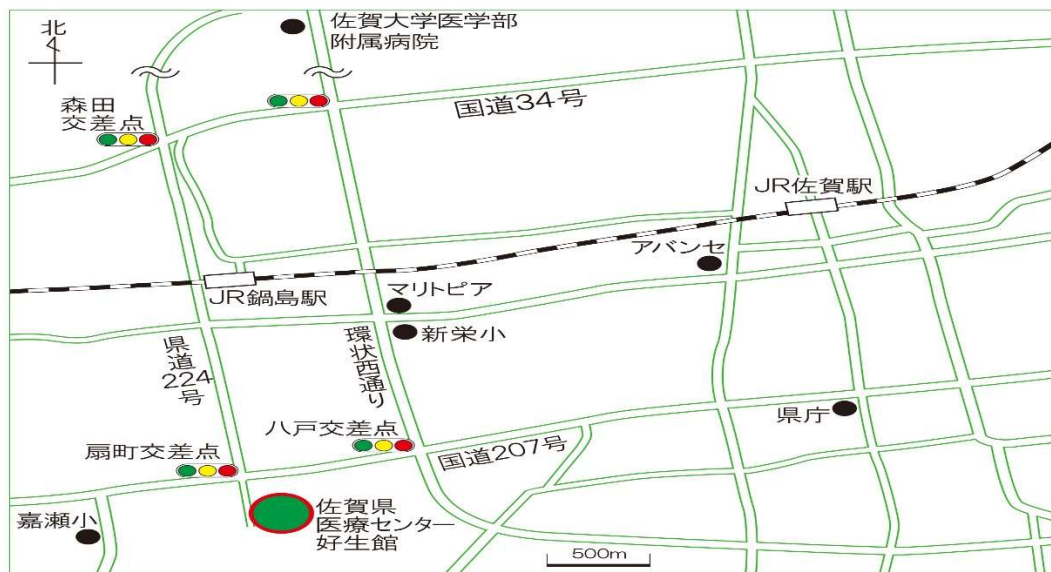 北
佐賀大学医学部
附属病院
森田
交差点
国道34号
JR佐賀駅
アバンセ
JR鍋島駅
マリトピア
新栄小
県道
224
号
環状西通り
県庁
八戸交差点
国道207号
扇町交差点
佐賀県
医療センター
好生館
嘉瀬小
500m